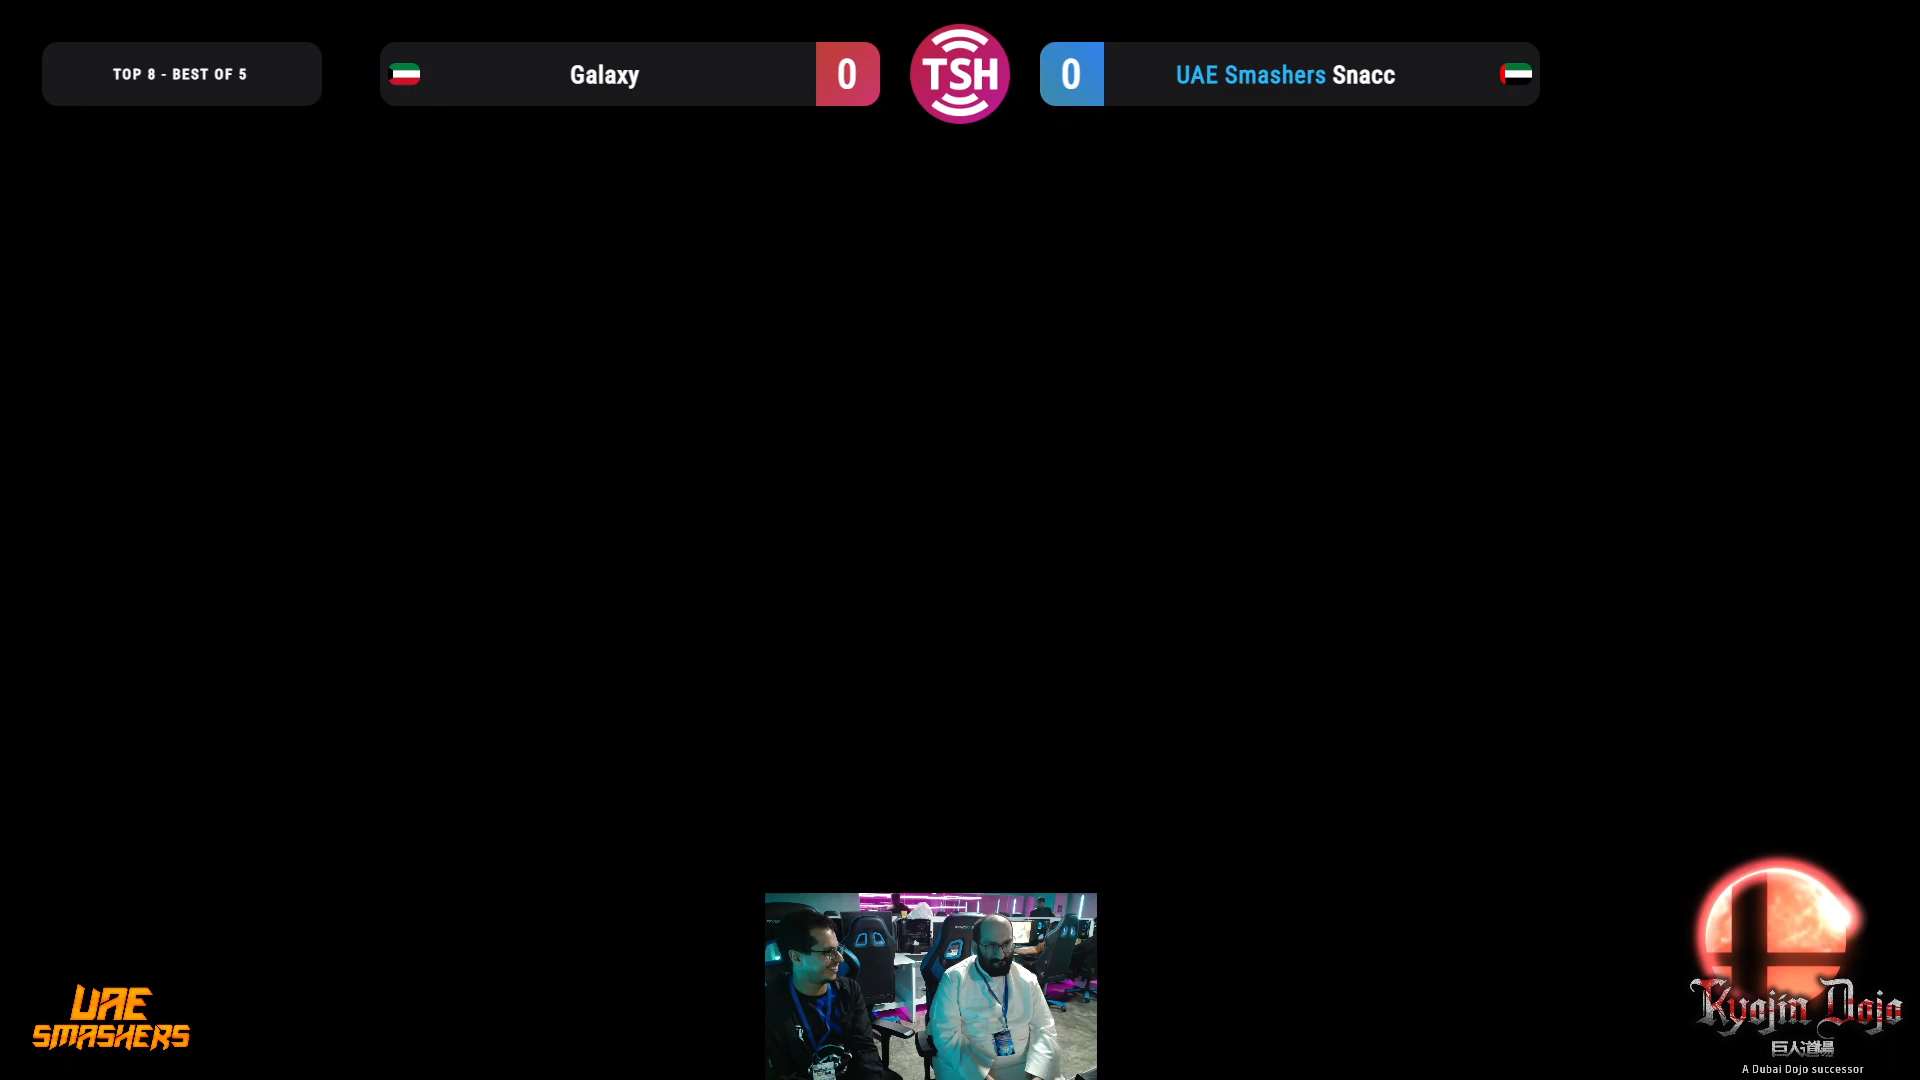 TOP 8 - BEST OF 5
Galaxy
0
TSH
0
UAE Smashers Snacc
UAE
SMASHERS
Kyojin Dojo
巨人道場
A Dubai Dojo successor